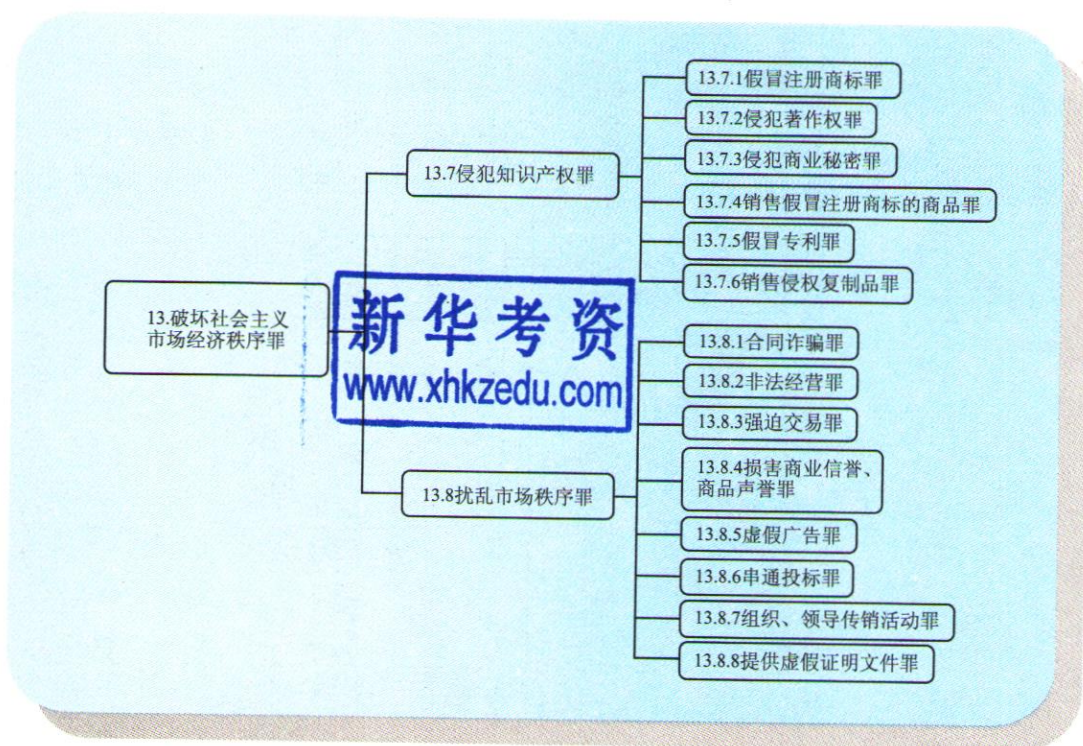 13.破坏社会主义
市场经济秩序罪
13.7侵犯知识产权罪
13.7.1假冒注册商标罪
13.7.2侵犯著作权罪
13.7.3侵犯商业秘密罪
13.7.4销售假冒注册商标的商品罪
13.7.5假冒专利罪
13.7.6销售侵权复制品罪
新华考资
www.xhkzedu.com
13.8扰乱市场秩序罪
13.8.1合同诈骗罪
13.8.2非法经营罪
13.8.3强迫交易罪
13.8.4损害商业信誉、
商品声誉罪
13.8.5虚假广告罪
13.8.6串通投标罪
13.8.7组织、领导传销活动罪
13.8.8提供虚假证明文件罪